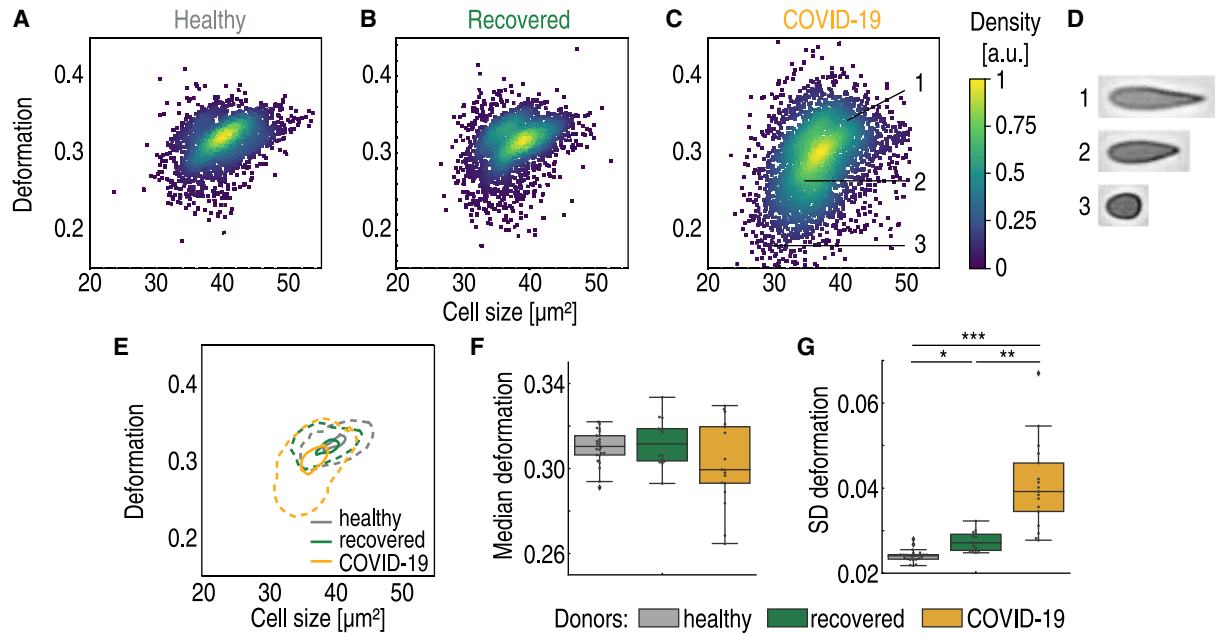 A Healthy B Recovered C COVID-19 Density [a.u.] D
Deformation
0.4
0.3
0.2
20 30 40 50
0.4
0.3
0.2
20 30 40 50
0.4
0.3
0.2
20 30 40 50
Cell size [µm²]
1
2
3
1
0.75
0.5
0.25
0
1
2
3
E
Deformation
0.4
0.3
0.2
20 30 40 50
Cell size [µm²]
healthy
recovered
COVID-19
F
Median deformation
0.34
0.30
0.26
G
SD deformation
0.06
0.04
0.02
***
* **
Donors: healthy recovered COVID-19